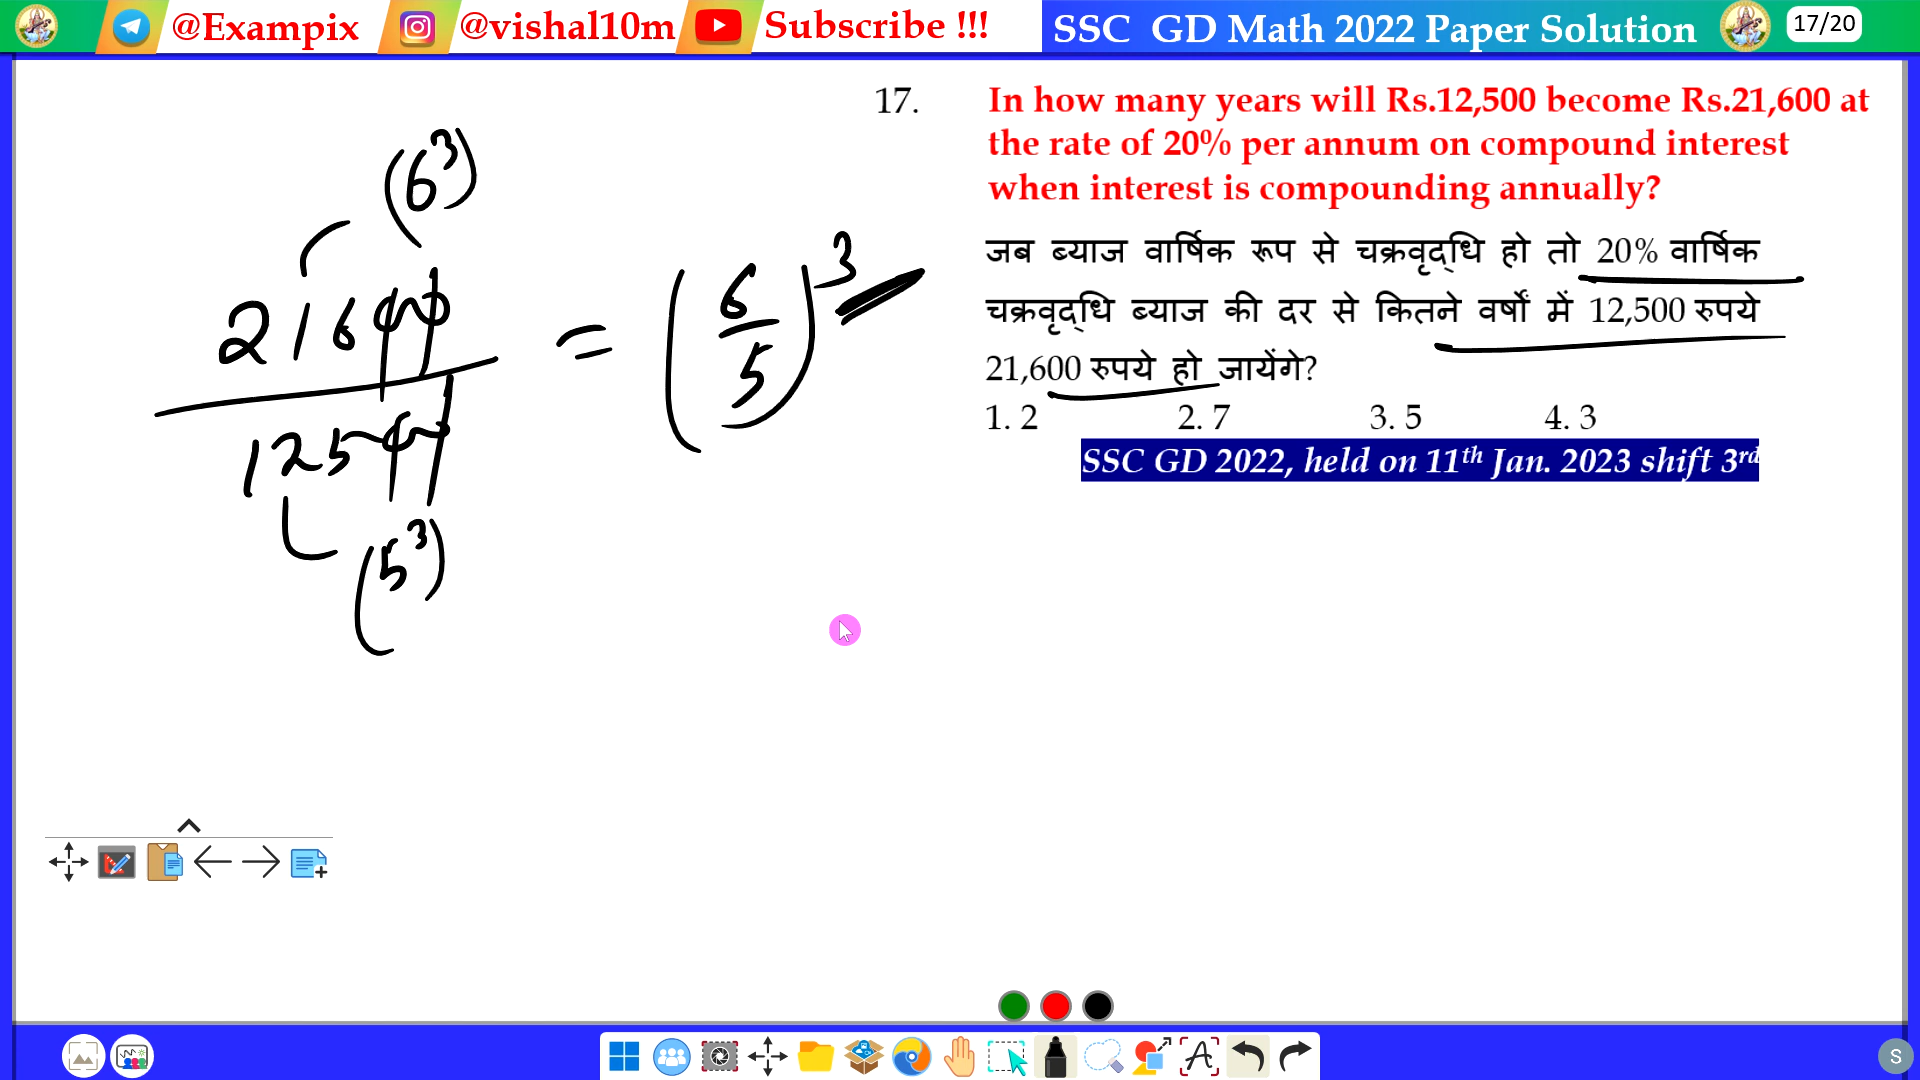 @Exampix @vishal10m Subscribe !!! SSC GD Math 2022 Paper Solution 17/20
17. In how many years will Rs.12,500 become Rs.21,600 at
the rate of 20% per annum on compound interest
when interest is compounding annually?
जब ब्याज वार्षिक रूप से चक्रवृद्धि हो तो 20% वार्षिक
चक्रवृद्धि ब्याज की दर से कितने वर्षों में 12,500 रुपये
21,600 रुपये हो जायेंगे?
1. 2 2. 7 3. 5 4. 3
SSC GD 2022, held on 11th Jan. 2023 shift 3rd
(6³)
21600
12500
(5³)
= (6/5)³
S